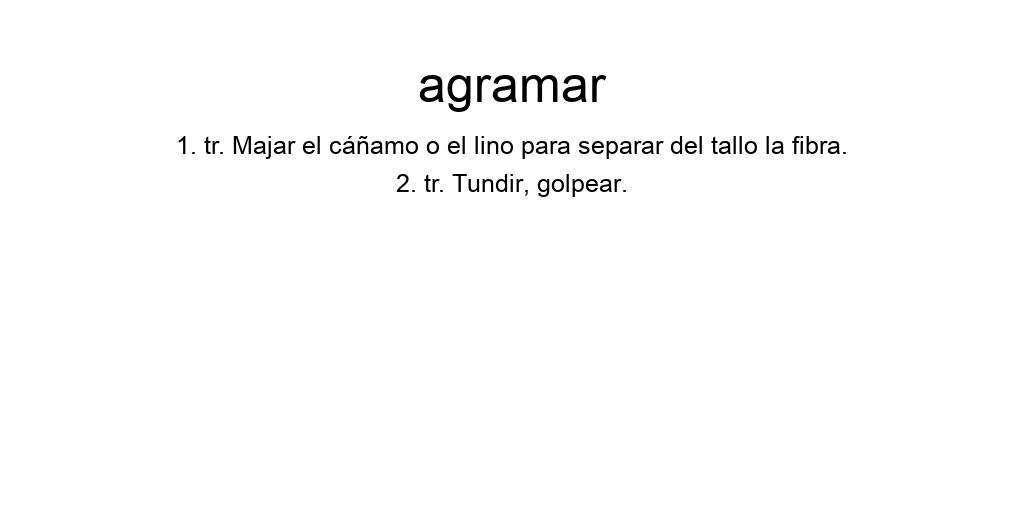 agramar
1. tr. Majar el cáñamo o el lino para separar del tallo la fibra.
2. tr. Tundir, golpear.